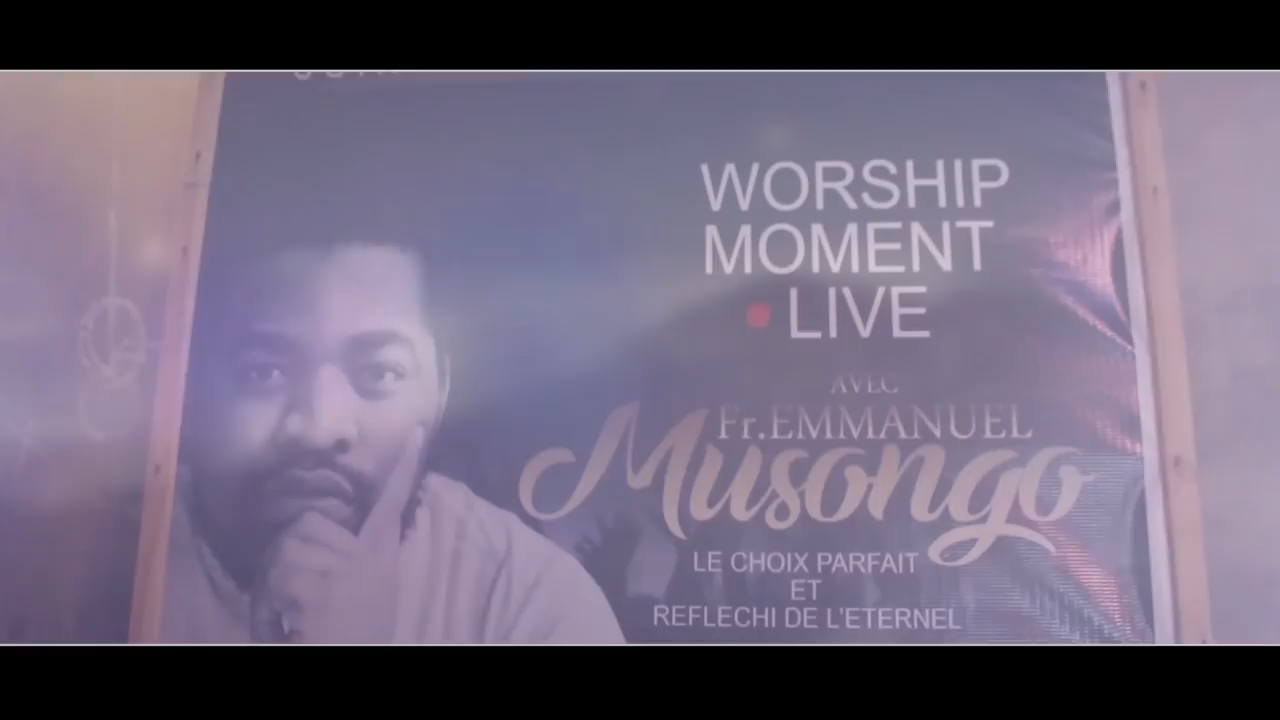 WORSHIP
MOMENT
LIVE
AVEC
Fr.EMMANUEL
Musongo
LE CHOIX PARFAIT
ET
REFLECHI DE L'ETERNEL